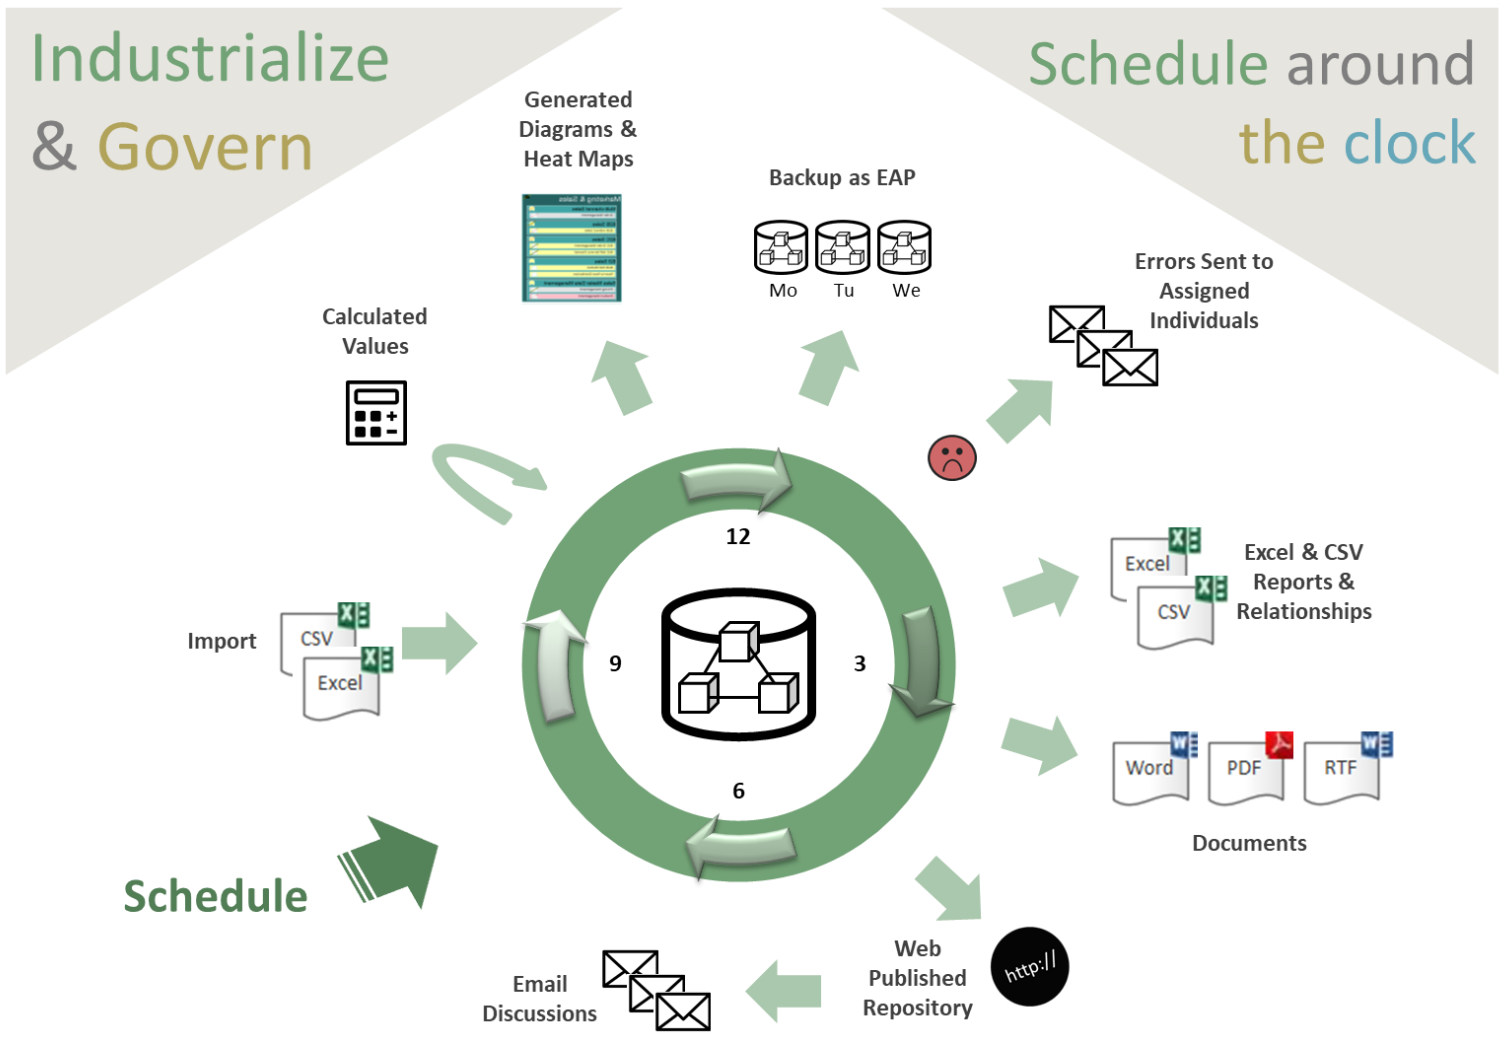 Industrialize
& Govern
Schedule around
the clock
Generated
Diagrams &
Heat Maps
Backup as EAP
Mo Tu We
Errors Sent to
Assigned
Individuals
Calculated
Values
12
Excel
CSV
Excel & CSV
Reports &
Relationships
Import
CSV
Excel
9
3
6
Word
PDF
RTF
Documents
Schedule
Web
Published
Repository
http://
Email
Discussions